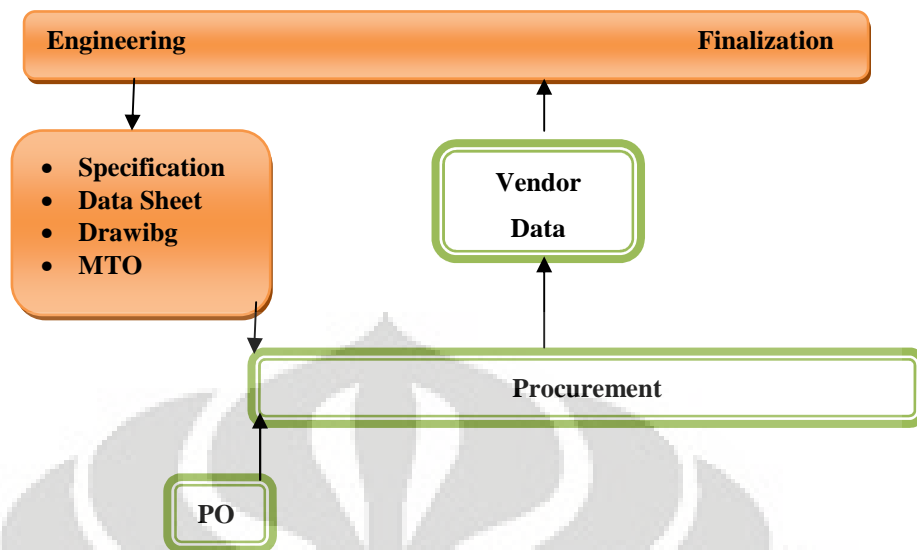 Engineering Finalization
• Specification
• Data Sheet
• Drawibg
• MTO
Vendor
Data
Procurement
PO